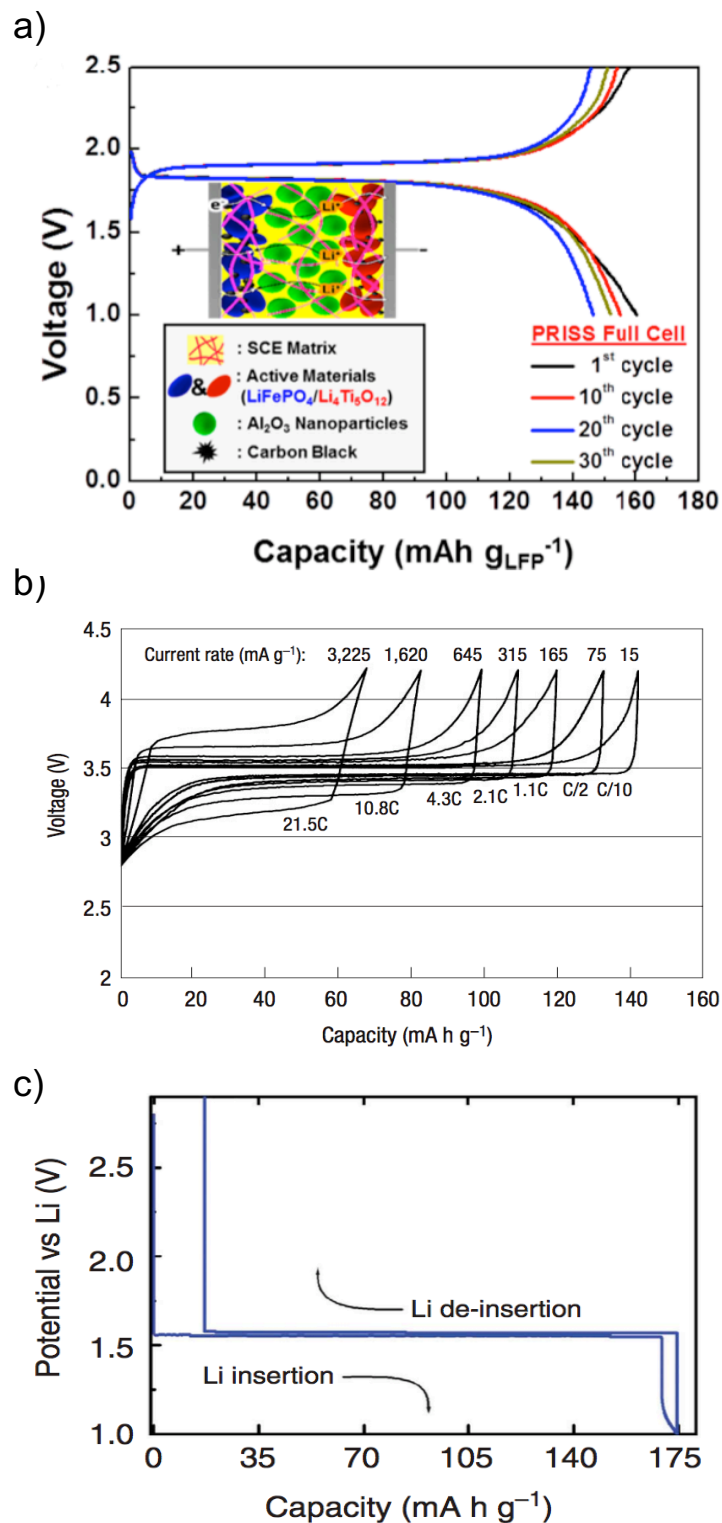 a)
2.5
2.0
1.5
1.0
0.5
0.0
Voltage (V)
e-
Li+
Li+
Li+
+
-
: SCE Matrix
& : Active Materials
(LiFePO4/Li4Ti5O12)
: Al2O3 Nanoparticles
: Carbon Black
PRISS Full Cell
1st cycle
10th cycle
20th cycle
30th cycle
0 20 40 60 80 100 120 140 160 180
Capacity (mAh gLFP-1)
b)
4.5
4
3.5
3
2.5
2
Voltage (V)
Current rate (mA g–1): 3,225 1,620 645 315 165 75 15
21.5C 10.8C 4.3C 2.1C 1.1C C/2 C/10
0 20 40 60 80 100 120 140 160
Capacity (mA h g–1)
c)
2.5
2.0
1.5
1.0
Potential vs Li (V)
Li de-insertion
Li insertion
0 35 70 105 140 175
Capacity (mA h g–1)